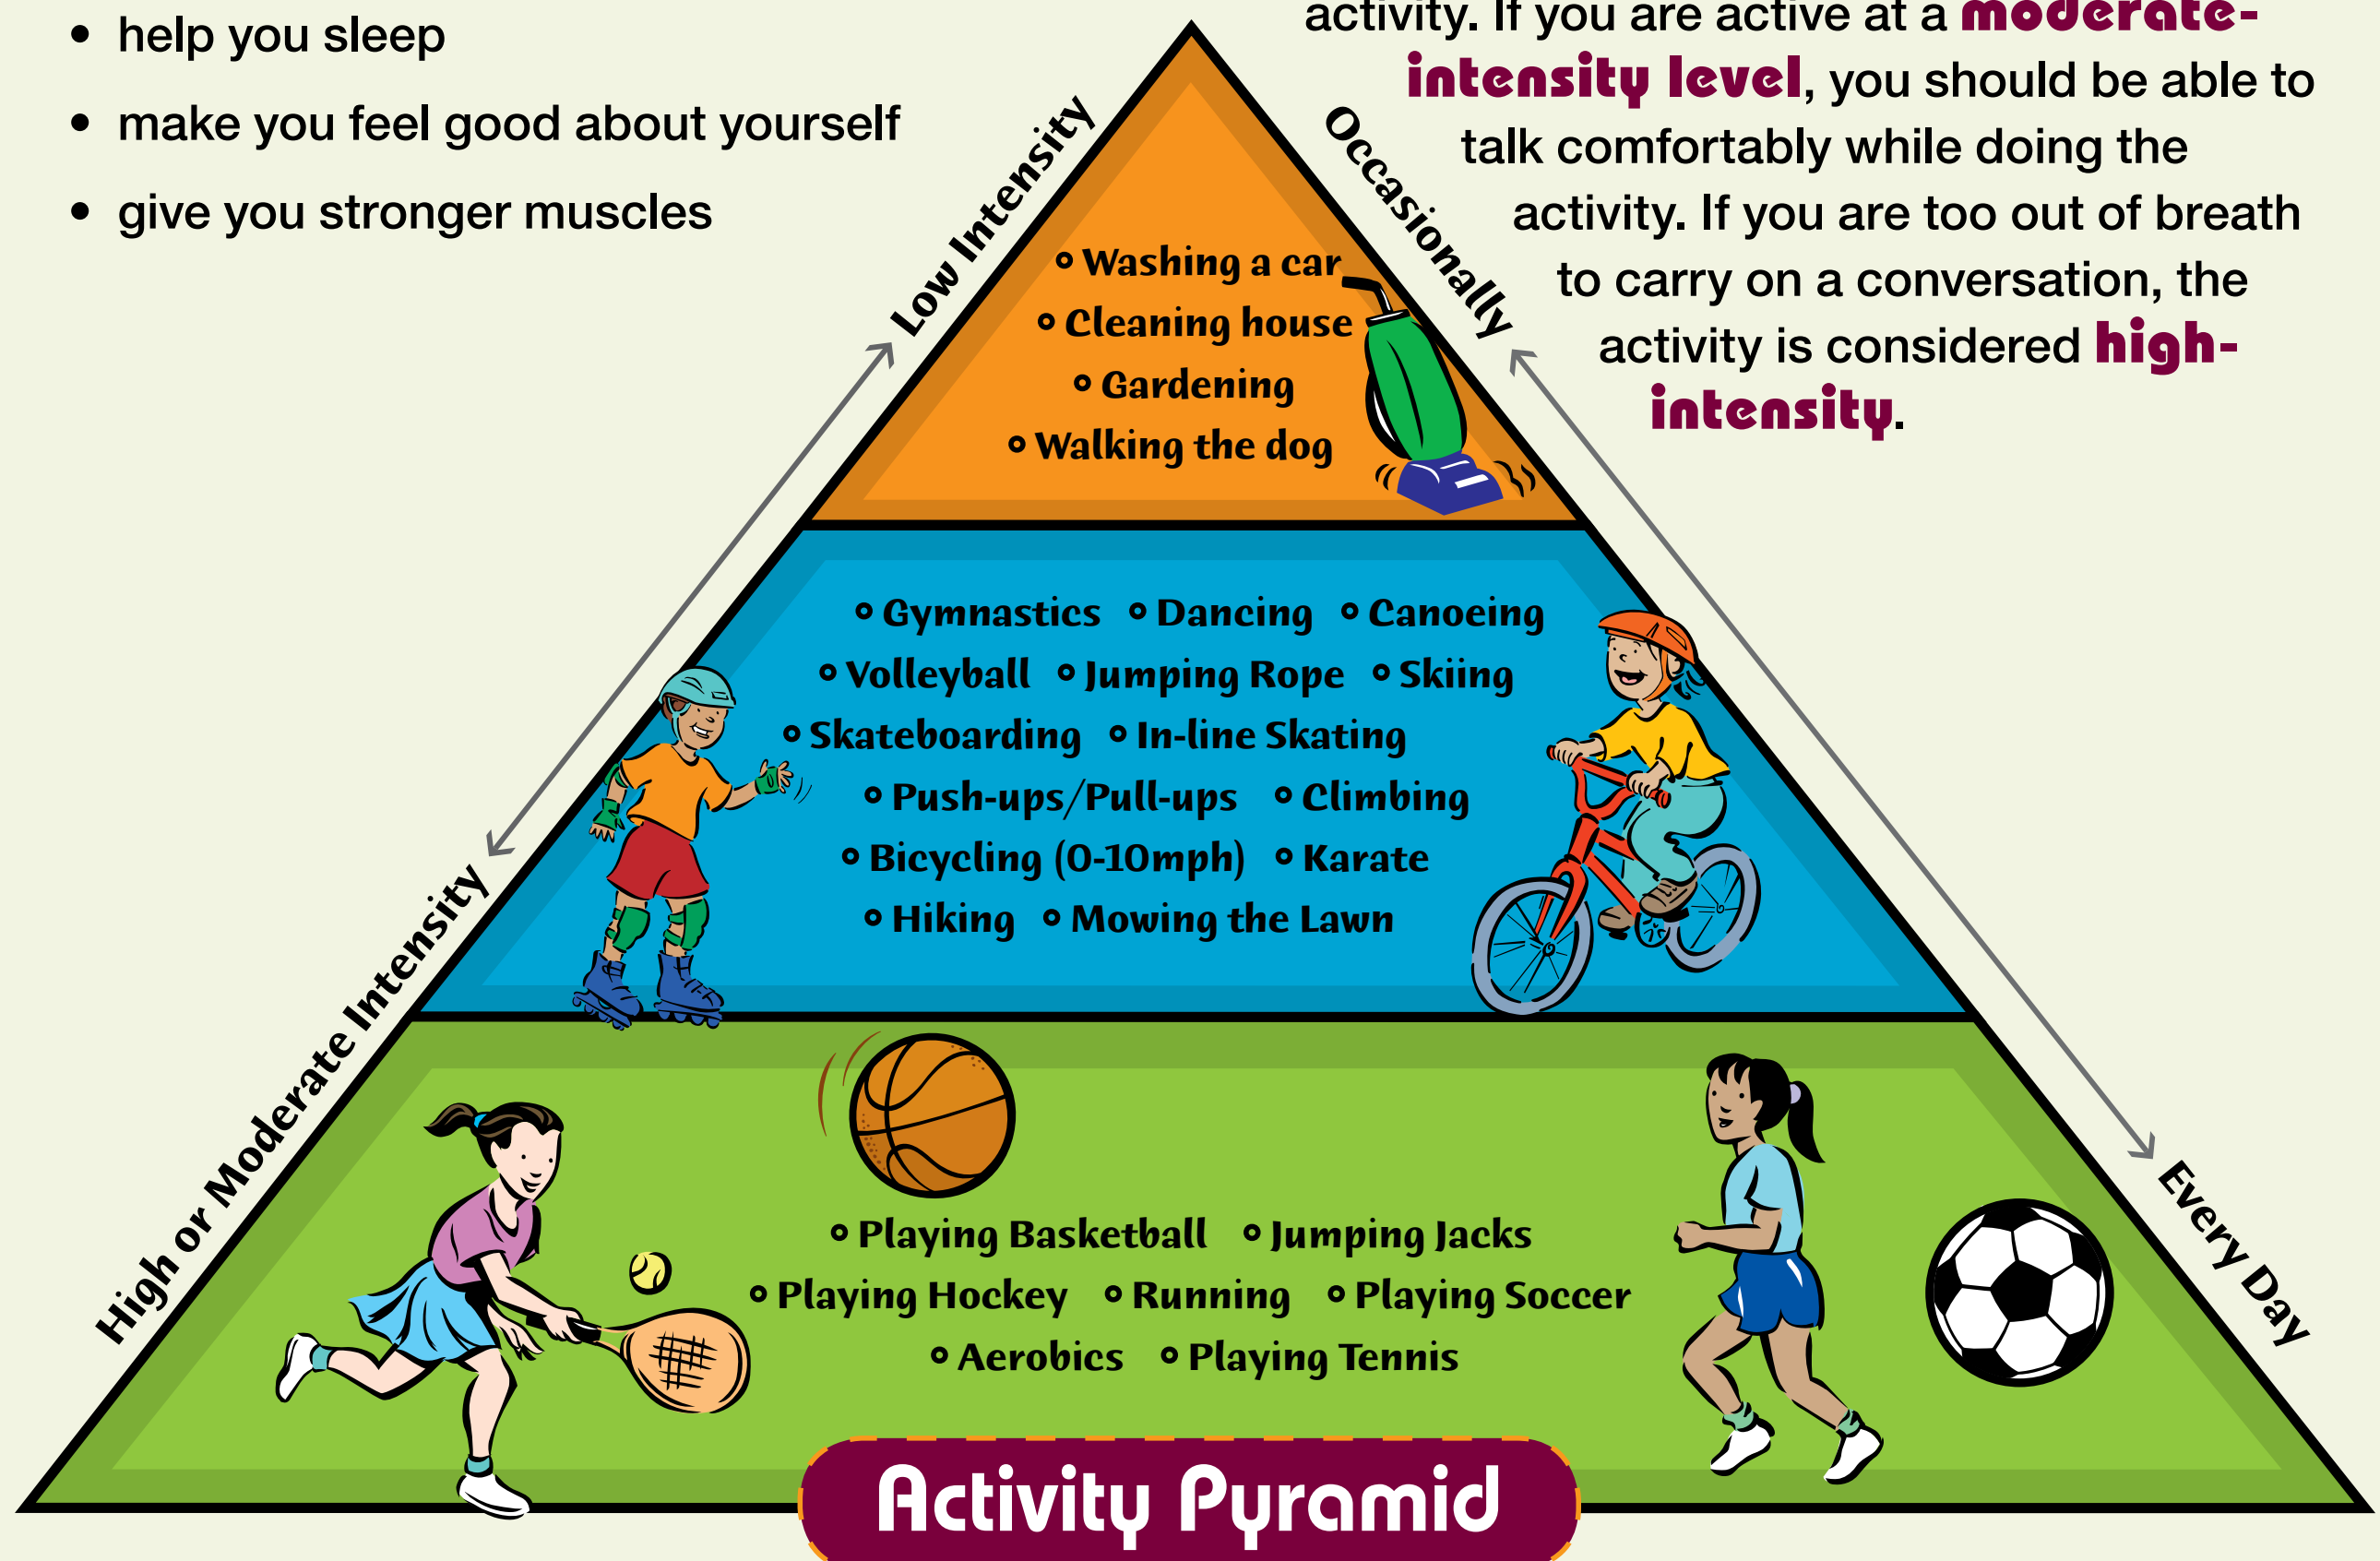 • help you sleep
• make you feel good about yourself
• give you stronger muscles
activity. If you are active at a moderate-
intensity level, you should be able to
talk comfortably while doing the
activity. If you are too out of breath
to carry on a conversation, the
activity is considered high-
intensity.
Low Intensity
Occasionally
Washing a car
Cleaning house
Gardening
Walking the dog
Gymnastics Dancing Canoeing
Volleyball Jumping Rope Skiing
Skateboarding In-line Skating
Push-ups/Pull-ups Climbing
Bicycling (0-10mph) Karate
Hiking Mowing the Lawn
High or Moderate Intensity
Every Day
Playing Basketball Jumping Jacks
Playing Hockey Running Playing Soccer
Aerobics Playing Tennis
Activity Pyramid